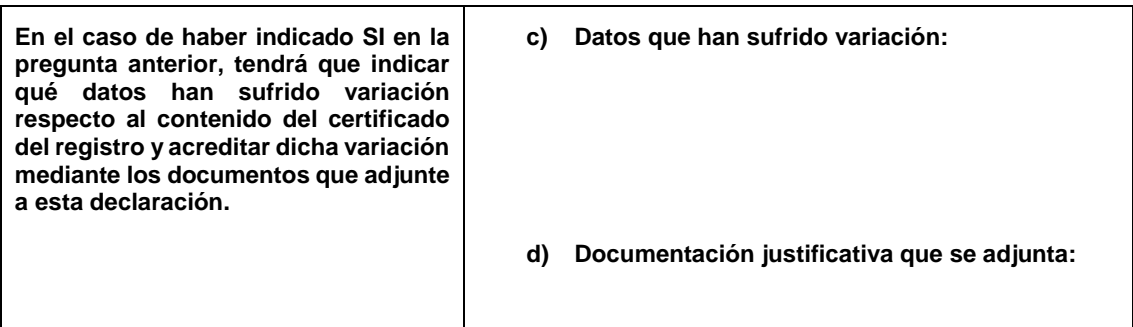 En el caso de haber indicado SI en la
pregunta anterior, tendrá que indicar
qué datos han sufrido variación
respecto al contenido del certificado
del registro y acreditar dicha variación
mediante los documentos que adjunte
a esta declaración.
c) Datos que han sufrido variación:
d) Documentación justificativa que se adjunta: